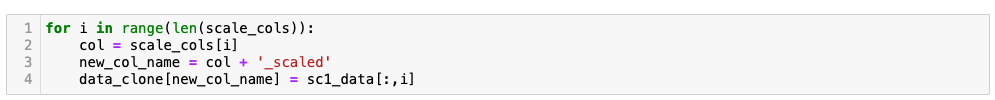 1 for i in range(len(scale_cols)):
2     col = scale_cols[i]
3     new_col_name = col + '_scaled'
4     data_clone[new_col_name] = sc1_data[:,i]